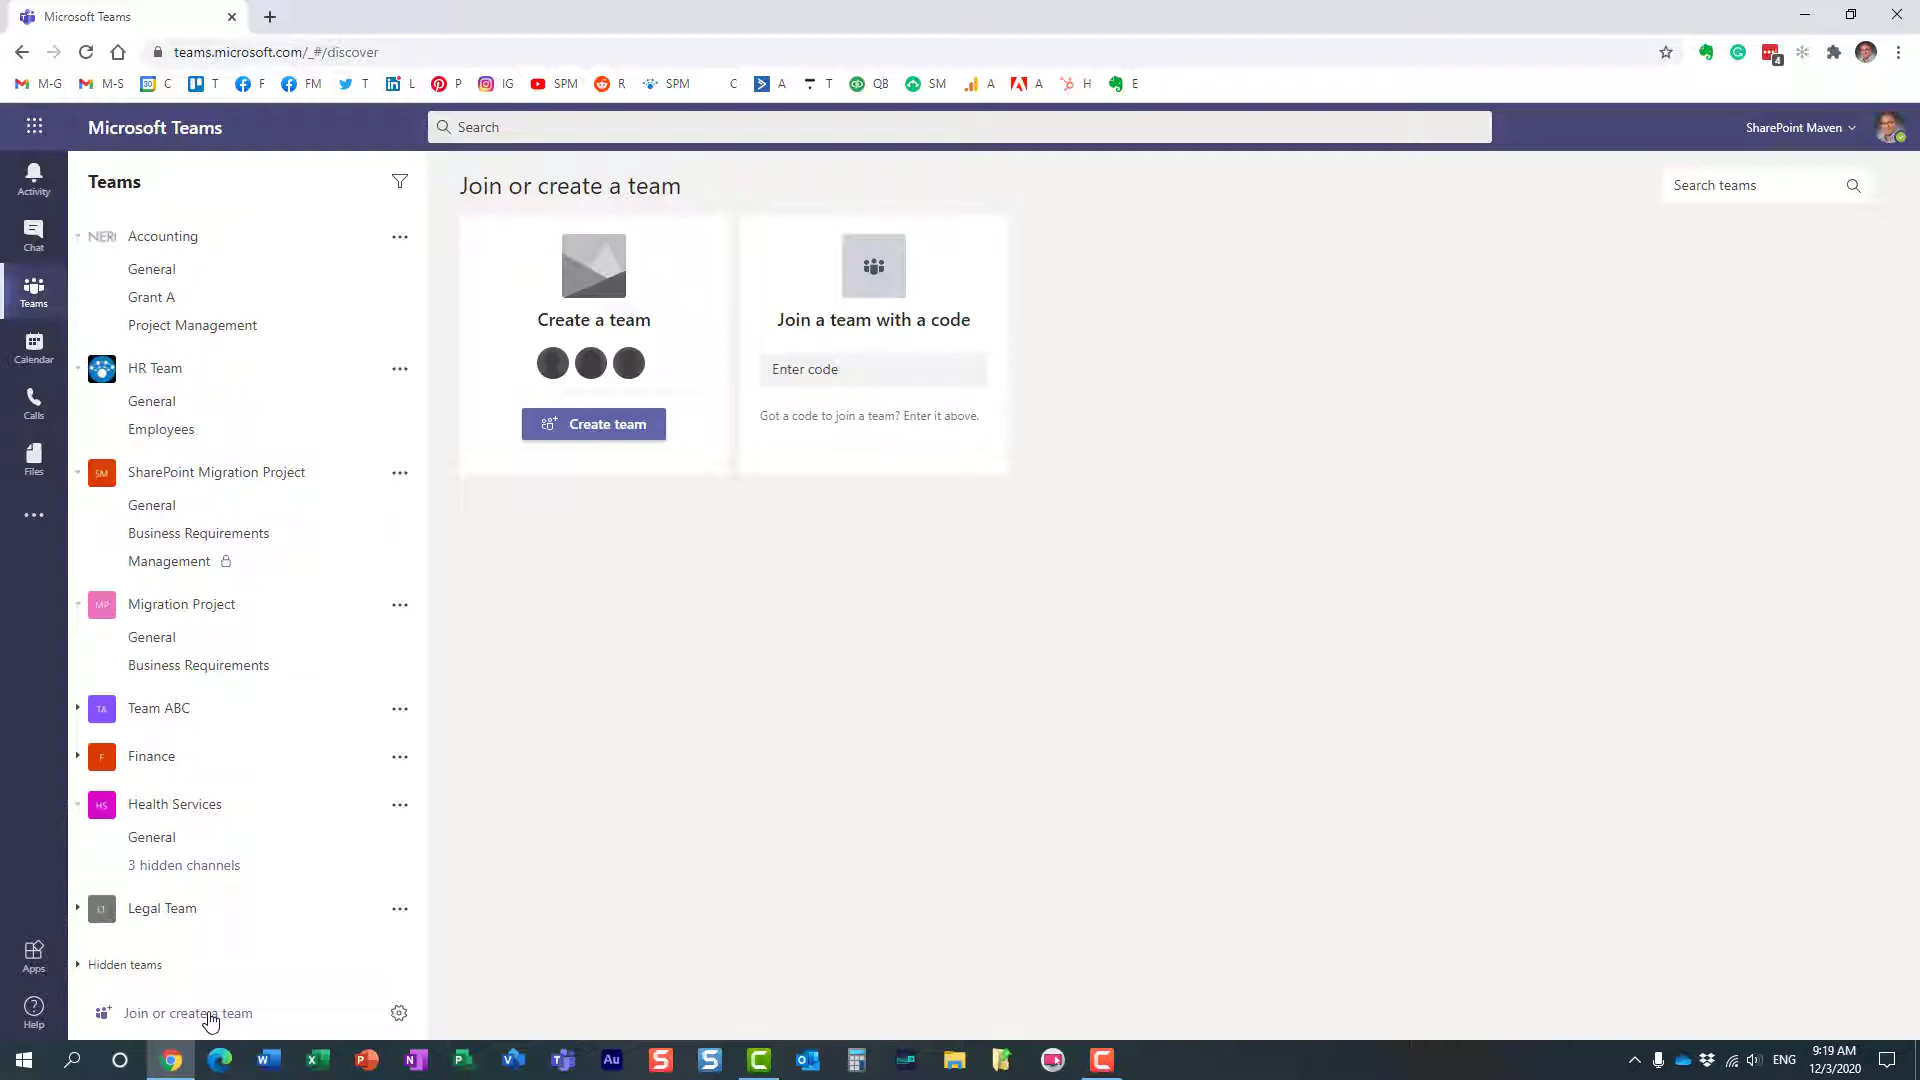 Microsoft Teams
teams.microsoft.com/_#/discover
M-G M-S C T F FM T L P IG SPM R SPM C A T QB SM A A H E
Microsoft Teams
Search
SharePoint Maven
Activity
Chat
Teams
Calendar
Calls
Files
Apps
Help
Teams
Accounting
General
Grant A
Project Management
HR Team
General
Employees
SM SharePoint Migration Project
General
Business Requirements
Management
MP Migration Project
General
Business Requirements
TA Team ABC
F Finance
HS Health Services
General
3 hidden channels
LT Legal Team
Hidden teams
Join or create a team
Join or create a team
Search teams
Create a team
Create team
Join a team with a code
Enter code
Got a code to join a team? Enter it above.
ENG
9:19 AM
12/3/2020